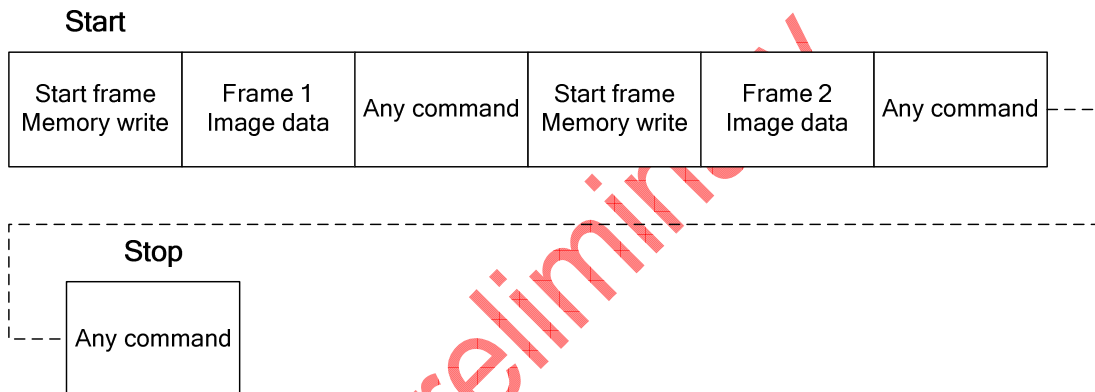 Start
Start frame
Memory write
Frame 1
Image data
Any command
Start frame
Memory write
Frame 2
Image data
Any command
Stop
Any command